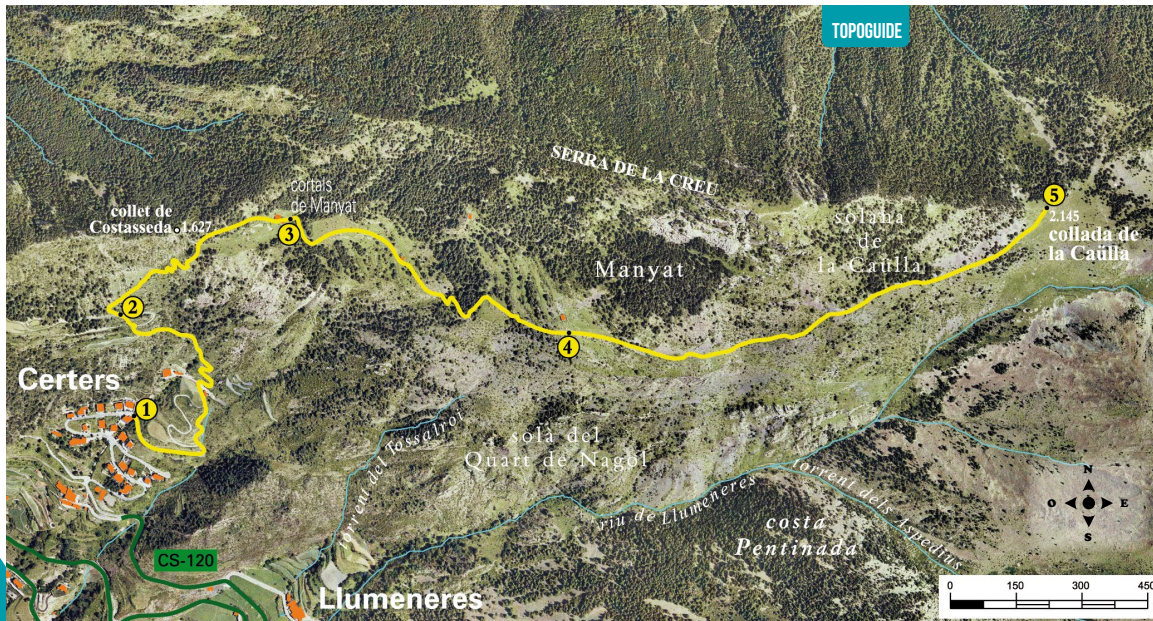 TOPOGUIDE
SERRA DE LA CREU
cortals
de Manyat
collet de
Costasseda
1.627
3
5
2.145
collada de
la Caülla
solana
de
la Caülla
Manyat
2
4
Certers
1
torrent del Tossalroi
solà del
Quart de Nagol
riu de Llumeneres
torrent dels Aspedius
costa
Pentinada
N
O
E
S
CS-120
Llumeneres
0 150 300 450